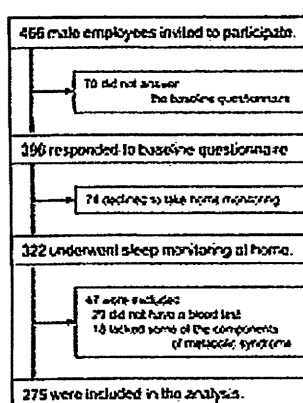 466 male employees invited to participate.
70 did not answer
the baseline questionnaire
396 responded to baseline questionnaire
74 declined to take home monitoring
322 underwent sleep monitoring at home.
47 were excluded
29 did not have a blood test
18 lacked some of the components
of metabolic syndrome
275 were included in the analysis.